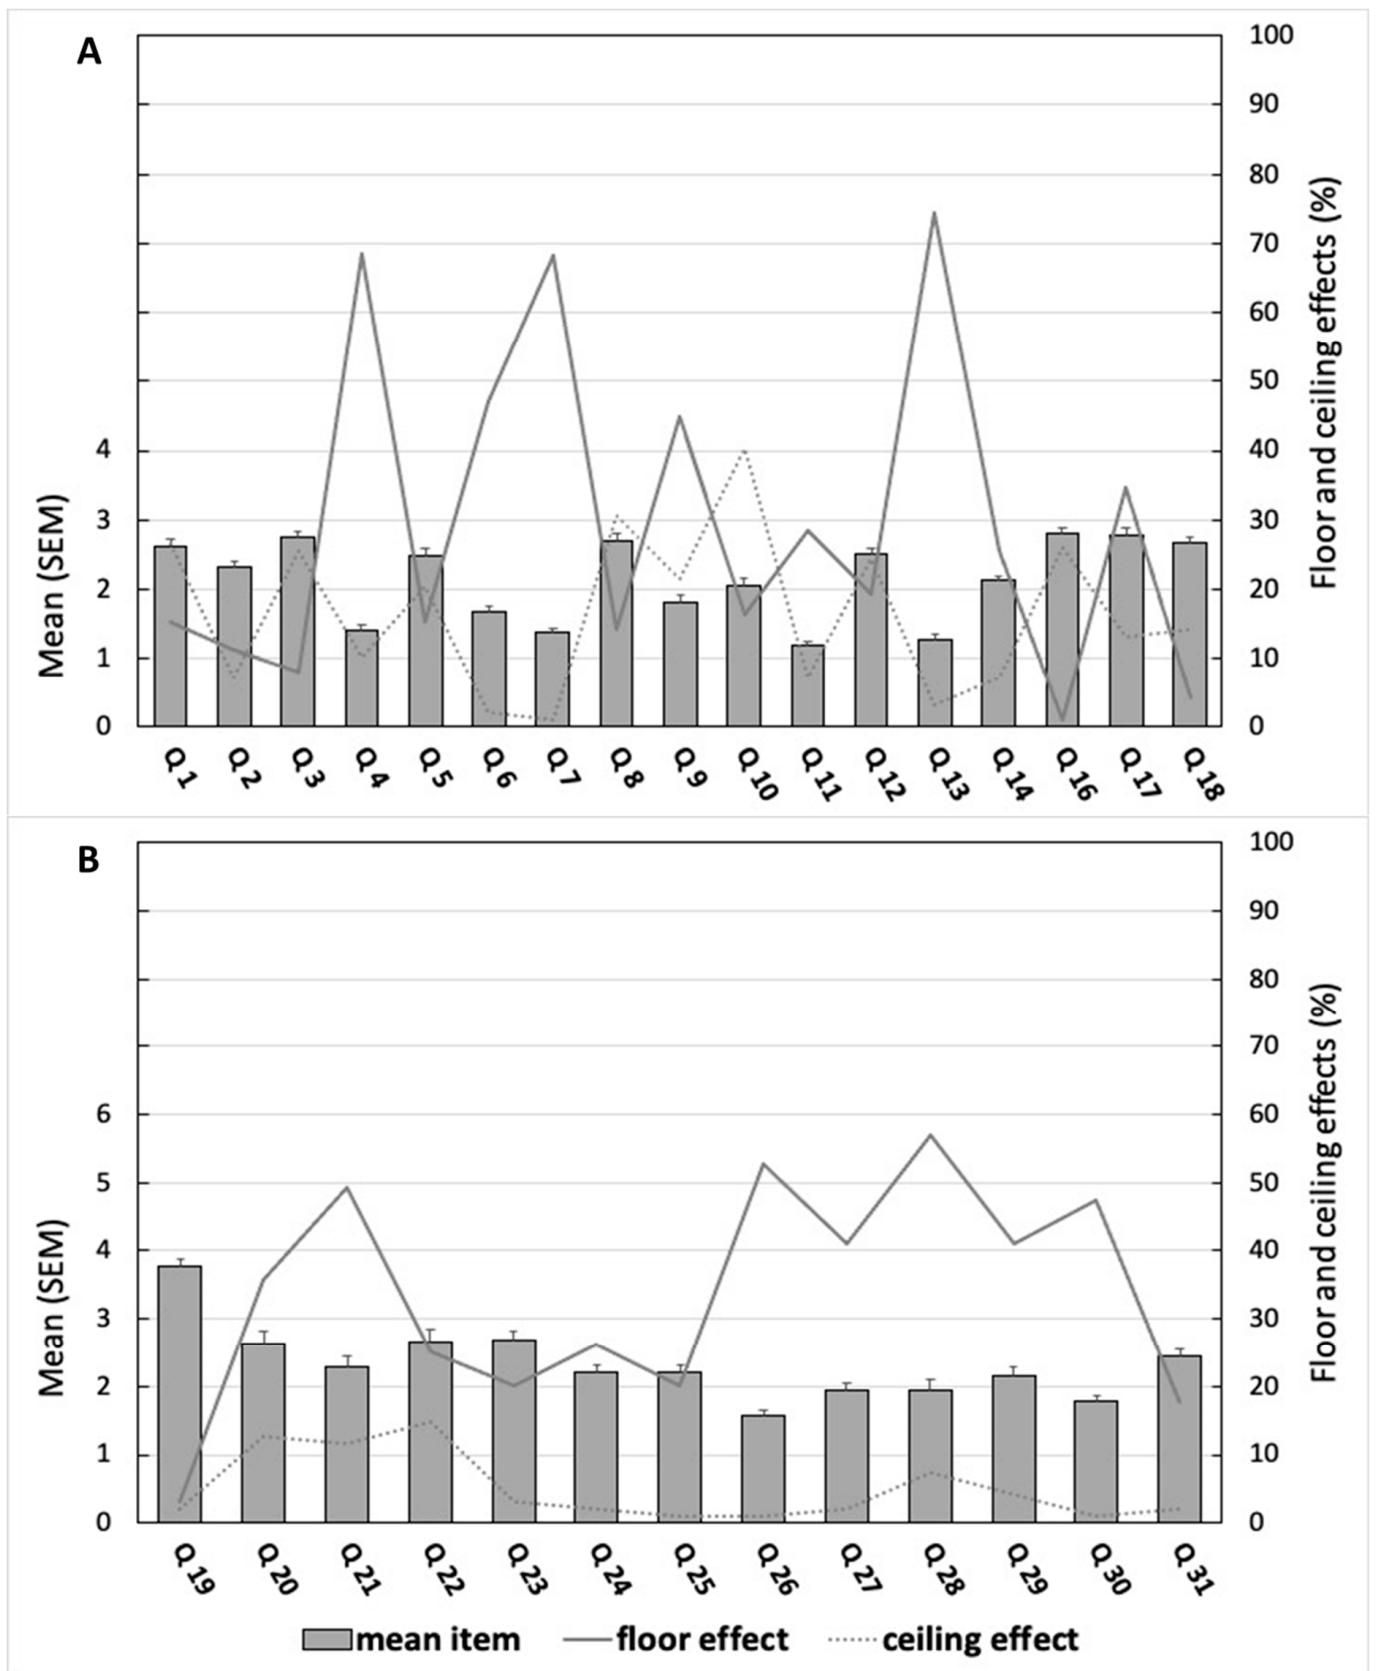 A
100
90
80
70
60
50
4 40
3 30
2 20
1 10
0 0
Mean (SEM)
Floor and ceiling effects (%)
Q 1 Q 2 Q 3 Q 4 Q 5 Q 6 Q 7 Q 8 Q 9 Q 10 Q 11 Q 12 Q 13 Q 14 Q 16 Q 17 Q 18
B
100
90
80
70
6 60
5 50
4 40
3 30
2 20
1 10
0 0
Mean (SEM)
Floor and ceiling effects (%)
Q 19 Q 20 Q 21 Q 22 Q 23 Q 24 Q 25 Q 26 Q 27 Q 28 Q 29 Q 30 Q 31
mean item floor effect ceiling effect